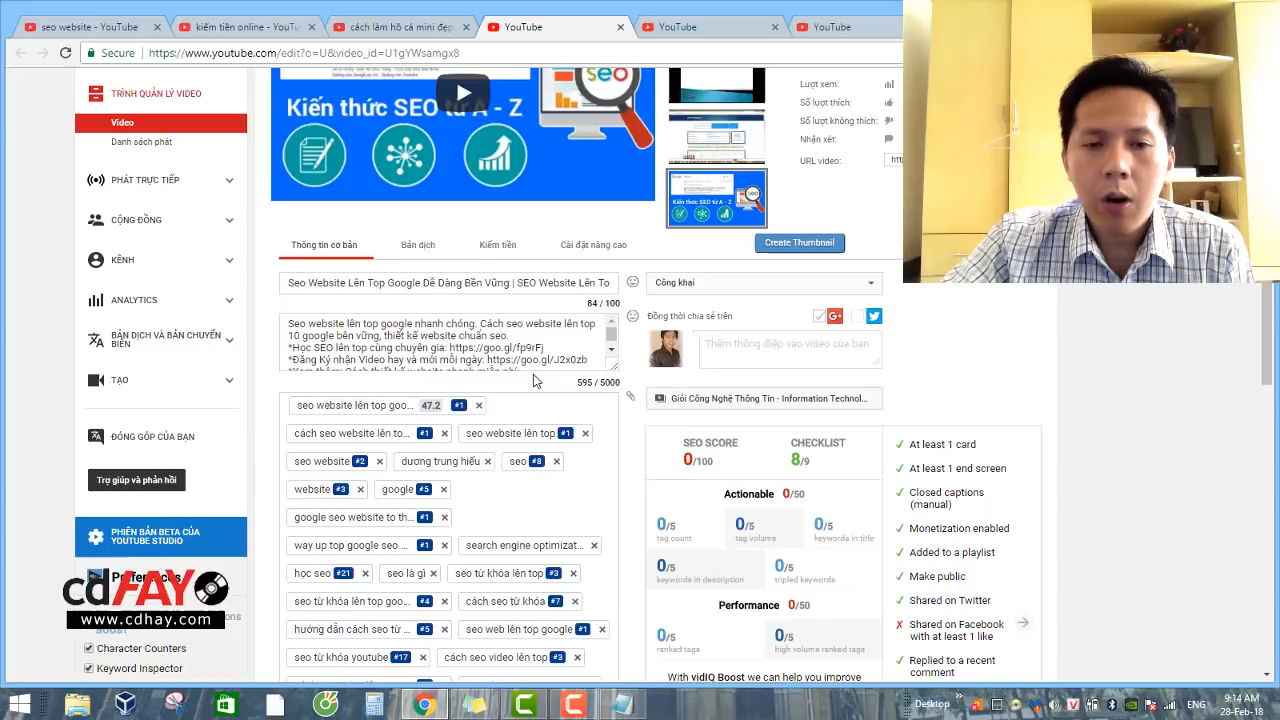 seo website - YouTube
kiếm tiền online - YouTu
cách làm hồ cá mini đẹp
YouTube
YouTube
YouTube
Secure
https://www.youtube.com/edit?o=U&video_id=U1gYWsamgx8
TRÌNH QUẢN LÝ VIDEO
Video
Danh sách phát
PHÁT TRỰC TIẾP
CỘNG ĐỒNG
KÊNH
ANALYTICS
BẢN DỊCH VÀ BẢN CHUYỂN
BIÊN
TẠO
ĐÓNG GÓP CỦA BẠN
Trợ giúp và phản hồi
PHIÊN BẢN BETA CỦA
YOUTUBE STUDIO
Preferences
cdHAY
www.cdhay.com
Character Counters
Keyword Inspector
seo
Kiến thức SEO từ A - Z
Kiến thức SEO từ A - Z
Lượt xem:
Số lượt thích:
Số lượt không thích:
Nhận xét:
URL video:
Thông tin cơ bản
Bản dịch
Kiếm tiền
Cài đặt nâng cao
Create Thumbnail
Seo Website Lên Top Google Dễ Dàng Bền Vững | SEO Website Lên To
84 / 100
Seo website lên top google nhanh chóng. Cách seo website lên top
10 google bền vững, thiết kế website chuẩn seo.
*Học SEO lên top cùng chuyên gia: https://goo.gl/fp9rFj
*Đăng Ký nhận Video hay và mới mỗi ngày: https://goo.gl/J2x0zb
595 / 5000
seo website lên top goo... 47.2 #1
cách seo website lên to... #1
seo website lên top #1
seo website #2
dương trung hiếu
seo #8
website #3
google #5
google seo website to th... #1
way up top google seo ... #1
search engine optimizat...
học seo #21
seo là gì
seo từ khóa lên top #3
seo từ khóa lên top goo... #4
cách seo từ khóa #7
hướng dẫn cách seo từ ... #5
seo web lên top google #1
seo từ khóa youtube #17
cách seo video lên top #3
Công khai
Đồng thời chia sẻ trên
Thêm thông điệp vào video của bạn
Giỏi Công Nghệ Thông Tin - Information Technol...
SEO SCORE
0/100
CHECKLIST
8/9
Actionable 0/50
0/5
tag count
0/5
tag volume
0/5
keywords in title
0/5
keywords in description
0/5
tripled keywords
Performance 0/50
0/5
ranked tags
0/5
high volume ranked tags
With vidIQ Boost we can help you improve
At least 1 card
At least 1 end screen
Closed captions
(manual)
Monetization enabled
Added to a playlist
Make public
Shared on Twitter
Shared on Facebook
with at least 1 like
Replied to a recent
comment
Desktop
ENG
9:14 AM
28-Feb-18